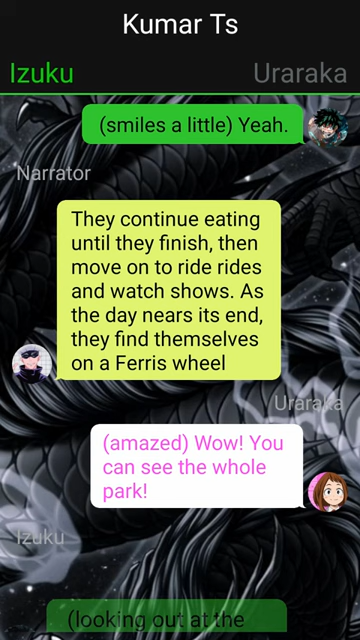 Kumar Ts
Izuku Uraraka
(smiles a little) Yeah.
Narrator
They continue eating
until they finish, then
move on to ride rides
and watch shows. As
the day nears its end,
they find themselves
on a Ferris wheel
Uraraka
(amazed) Wow! You
can see the whole
park!
Izuku
(looking out at the